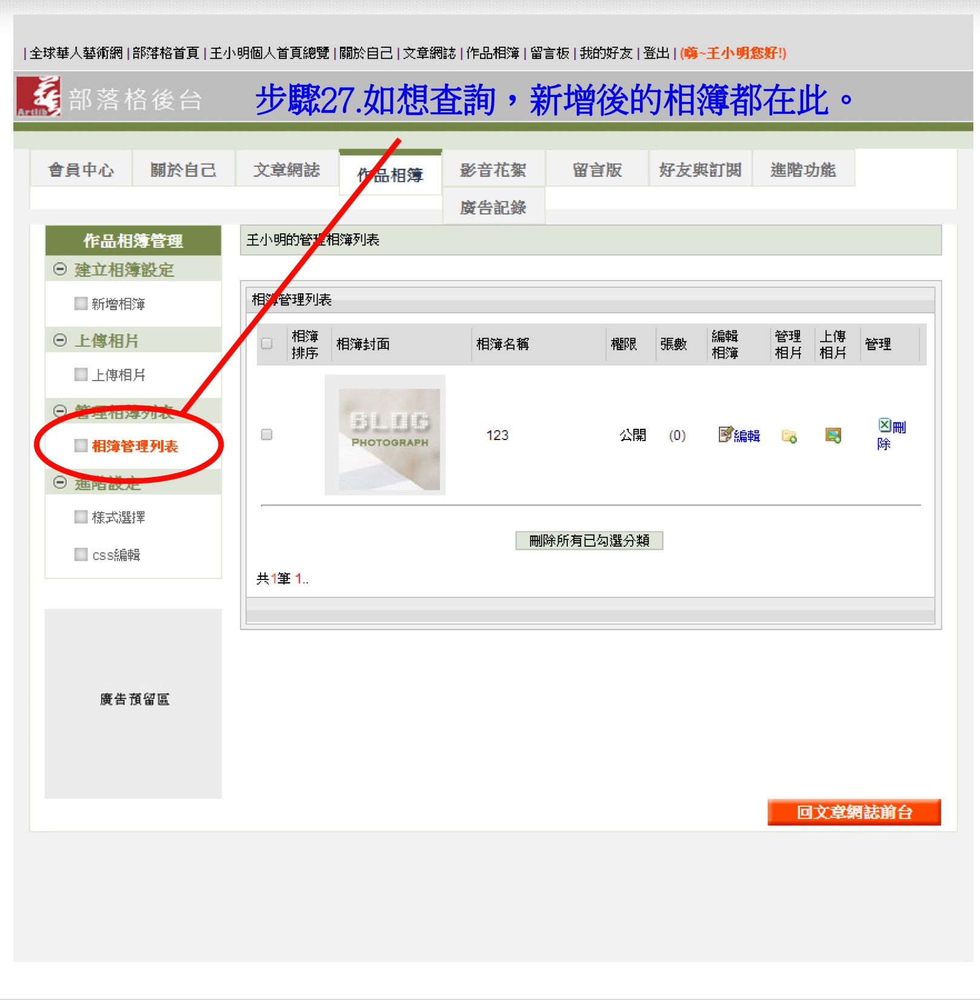 |全球華人藝術網|部落格首頁|王小明個人首頁總覽|關於自己|文章網誌|作品相簿|留言板|我的好友|登出|(嗨~王小明您好!)
Artlib 部落格後台
步驟27.如想查詢，新增後的相簿都在此。
會員中心 關於自己 文章網誌 作品相簿 影音花絮 留言版 好友與訂閱 進階功能
廣告記錄
作品相簿管理
建立相簿設定
新增相簿
上傳相片
上傳相片
管理相簿列表
相簿管理列表
進階設定
樣式選擇
css編輯
廣告預留區
王小明的管理相簿列表
相簿管理列表
相簿排序 相簿封面 相簿名稱 權限 張數 編輯相簿 管理相片 上傳相片 管理
BLOG
PHOTOGRAPH
123 公開 (0) 編輯 刪除
刪除所有已勾選分類
共1筆 1..
回文章網誌前台